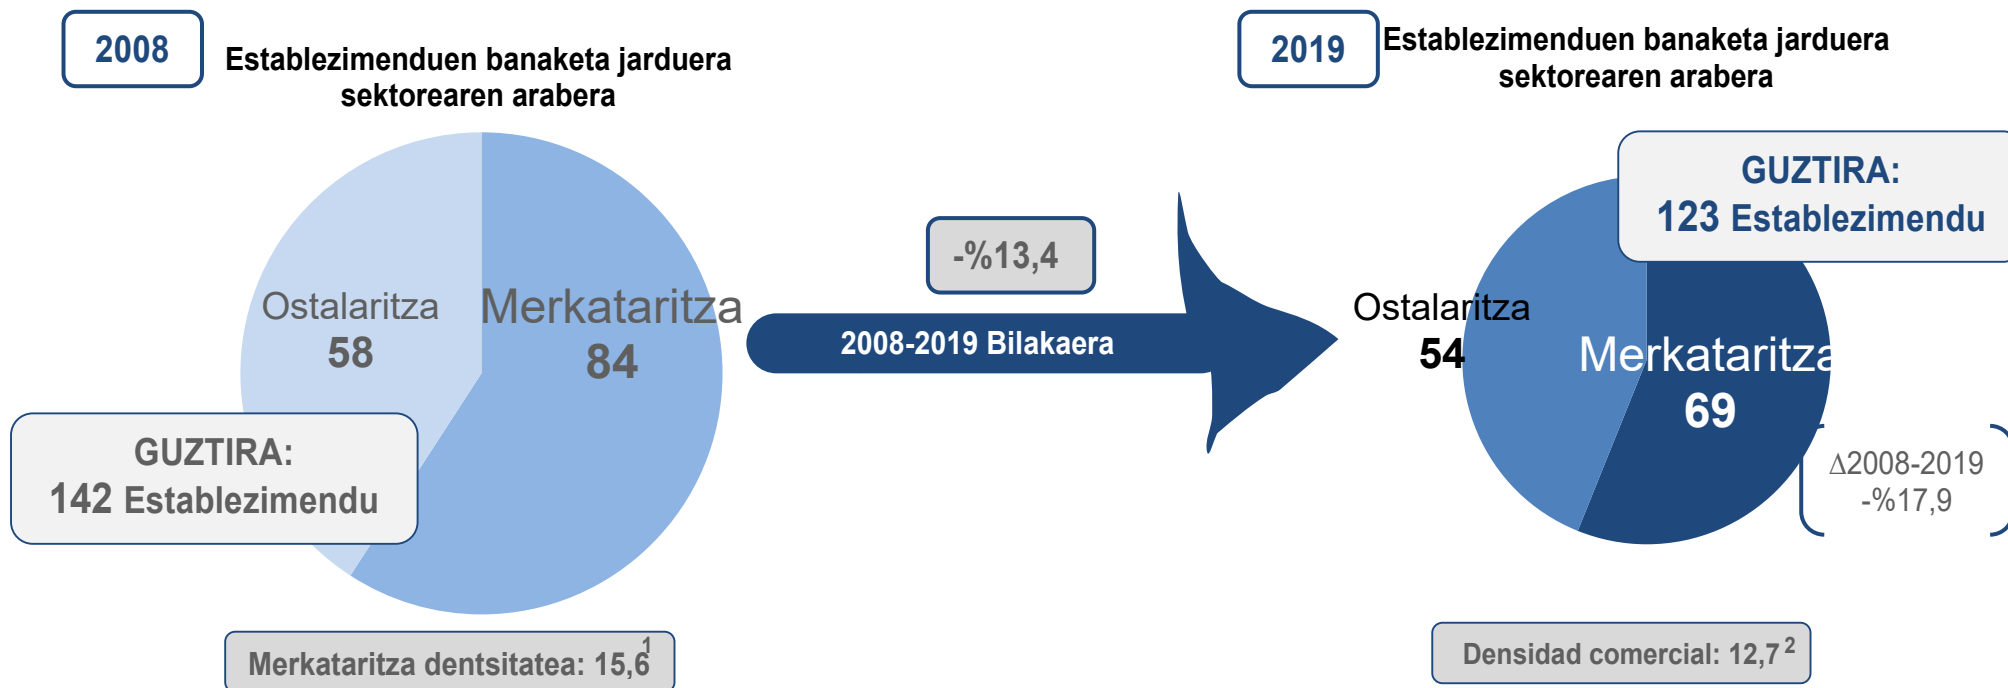 2008
Establezimenduen banaketa jarduera
sektorearen arabera
Ostalaritza
58
Merkataritza
84
GUZTIRA:
142 Establezimendu
Merkataritza dentsitatea: 15,6 1
-%13,4
2008-2019 Bilakaera
2019
Establezimenduen banaketa jarduera
sektorearen arabera
GUZTIRA:
123 Establezimendu
Ostalaritza
54
Merkataritza
69
Δ2008-2019
-%17,9
Densidad comercial: 12,7 2